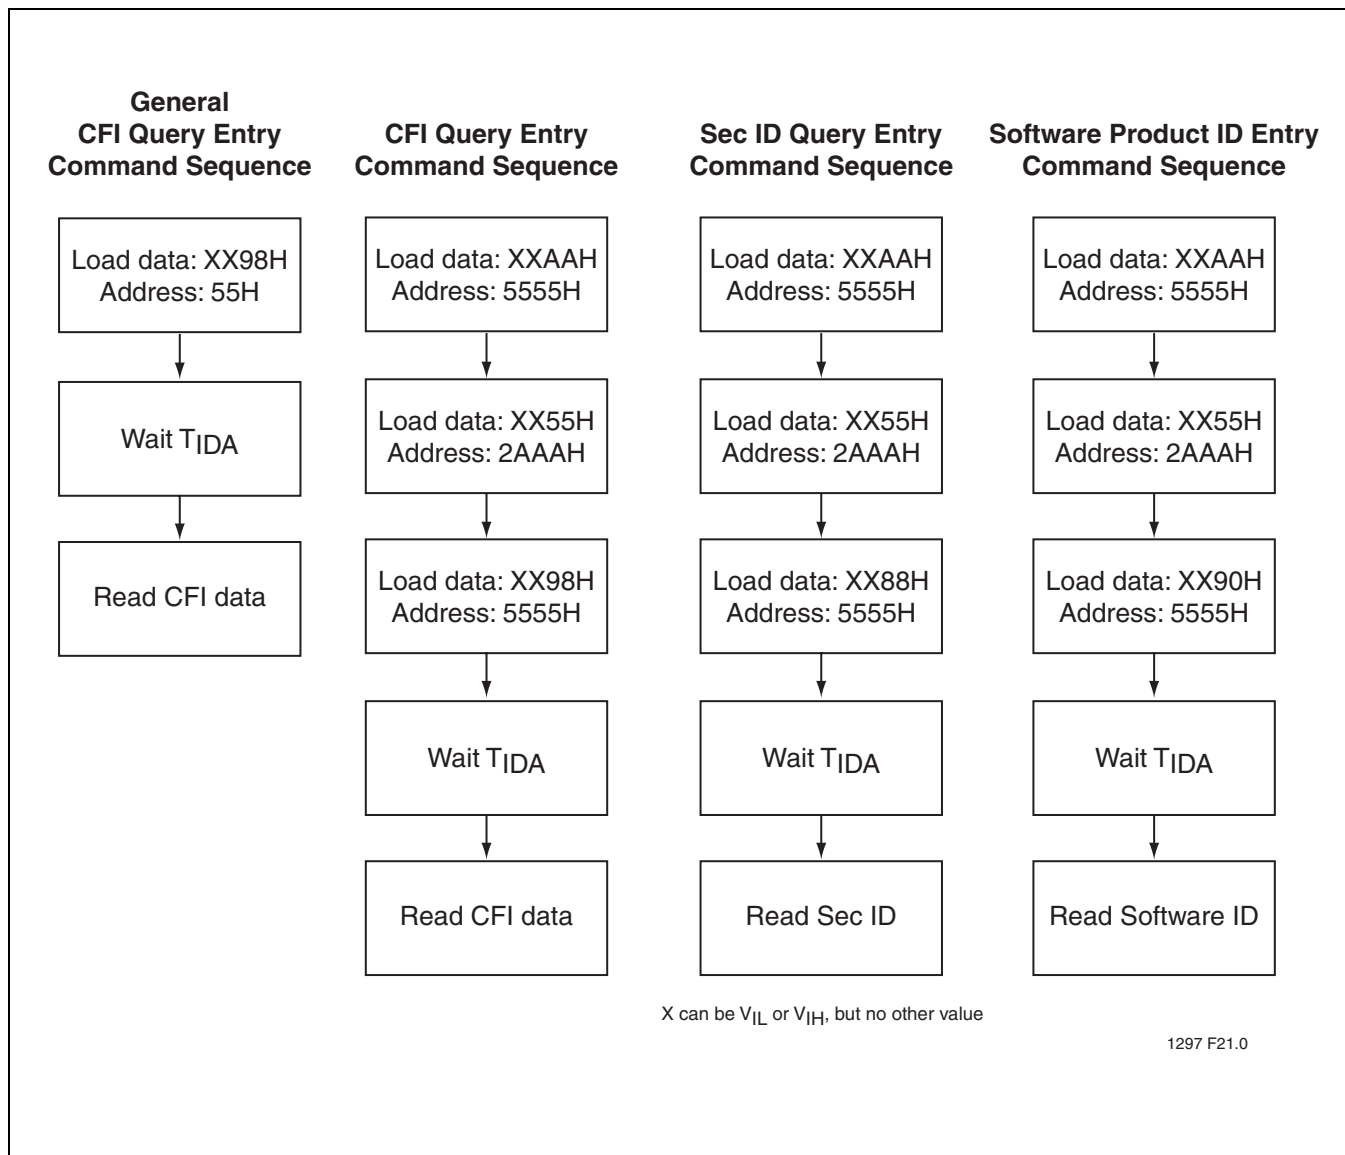 General
CFI Query Entry
Command Sequence
Load data: XX98H
Address: 55H
Wait TIDA
Read CFI data
CFI Query Entry
Command Sequence
Load data: XXAAH
Address: 5555H
Load data: XX55H
Address: 2AAAH
Load data: XX98H
Address: 5555H
Wait TIDA
Read CFI data
Sec ID Query Entry
Command Sequence
Load data: XXAAH
Address: 5555H
Load data: XX55H
Address: 2AAAH
Load data: XX88H
Address: 5555H
Wait TIDA
Read Sec ID
Software Product ID Entry
Command Sequence
Load data: XXAAH
Address: 5555H
Load data: XX55H
Address: 2AAAH
Load data: XX90H
Address: 5555H
Wait TIDA
Read Software ID
X can be VIL or VIH, but no other value
1297 F21.0